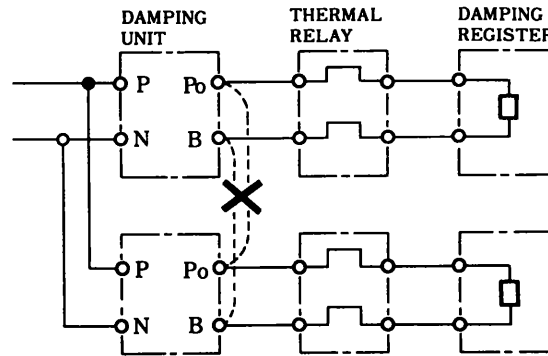 DAMPING UNIT
THERMAL RELAY
DAMPING REGISTER
P
Po
N
B
P
Po
N
B